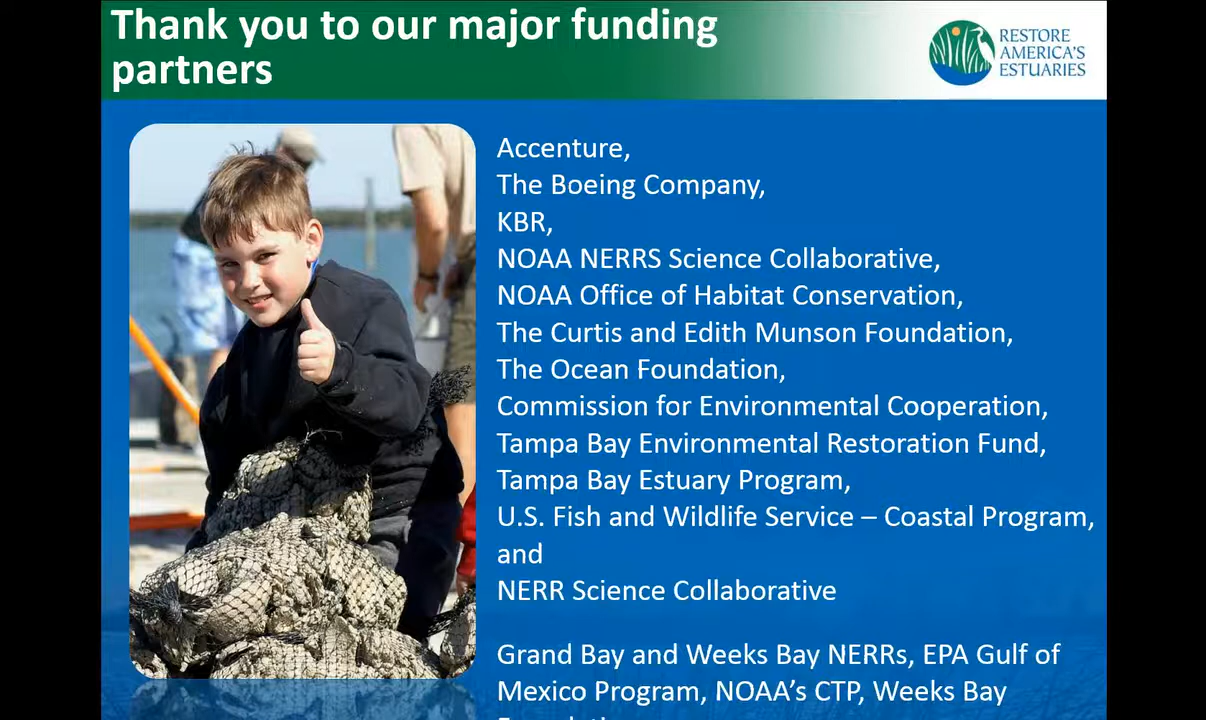 Thank you to our major funding
partners
RESTORE
AMERICA'S
ESTUARIES
Accenture,
The Boeing Company,
KBR,
NOAA NERRS Science Collaborative,
NOAA Office of Habitat Conservation,
The Curtis and Edith Munson Foundation,
The Ocean Foundation,
Commission for Environmental Cooperation,
Tampa Bay Environmental Restoration Fund,
Tampa Bay Estuary Program,
U.S. Fish and Wildlife Service – Coastal Program,
and
NERR Science Collaborative
Grand Bay and Weeks Bay NERRs, EPA Gulf of
Mexico Program, NOAA’s CTP, Weeks Bay